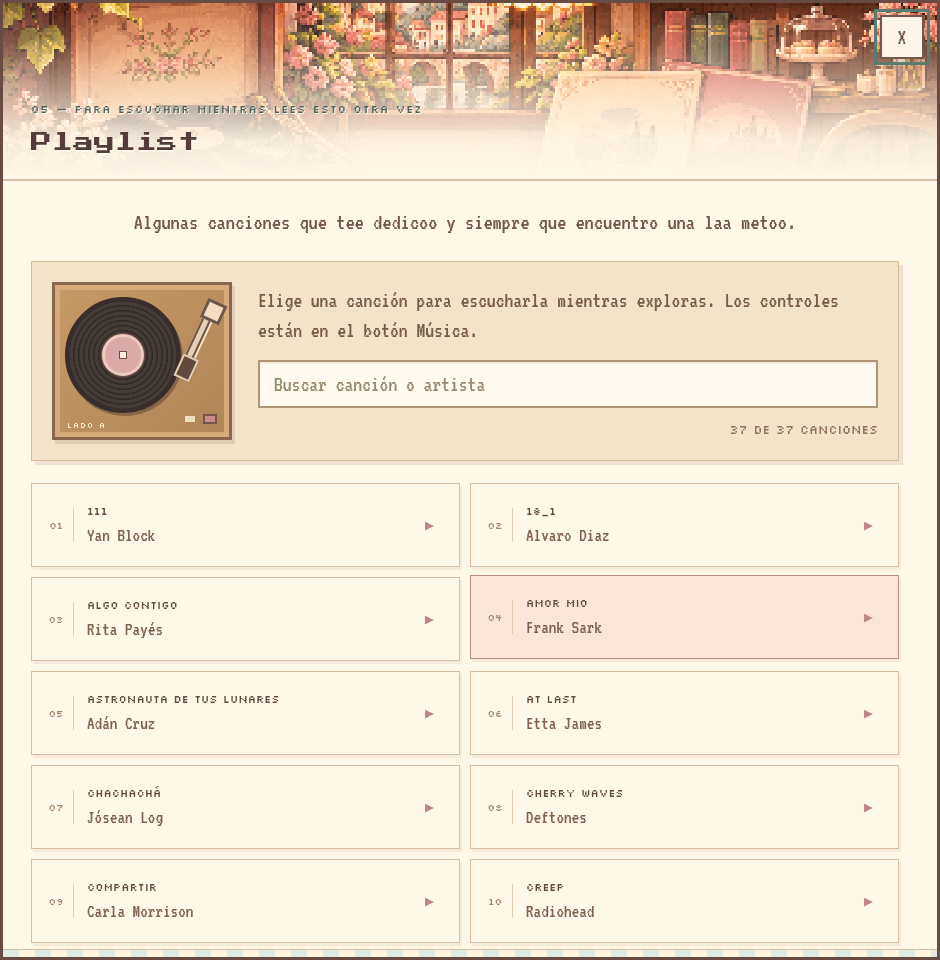 05 — PARA ESCUCHAR MIENTRAS LEES ESTO OTRA VEZ
X
Playlist
Algunas canciones que tee dedicoo y siempre que encuentro una laa metoo.
Elige una canción para escucharla mientras exploras. Los controles
están en el botón Música.
Buscar canción o artista
LADO A
37 DE 37 CANCIONES
01
111
Yan Block
▶
02
18_1
Alvaro Diaz
▶
03
ALGO CONTIGO
Rita Payés
▶
04
AMOR MIO
Frank Sark
▶
05
ASTRONAUTA DE TUS LUNARES
Adán Cruz
▶
06
AT LAST
Etta James
▶
07
CHACHACHÁ
Jósean Log
▶
08
CHERRY WAVES
Deftones
▶
09
COMPARTIR
Carla Morrison
▶
10
CREEP
Radiohead
▶